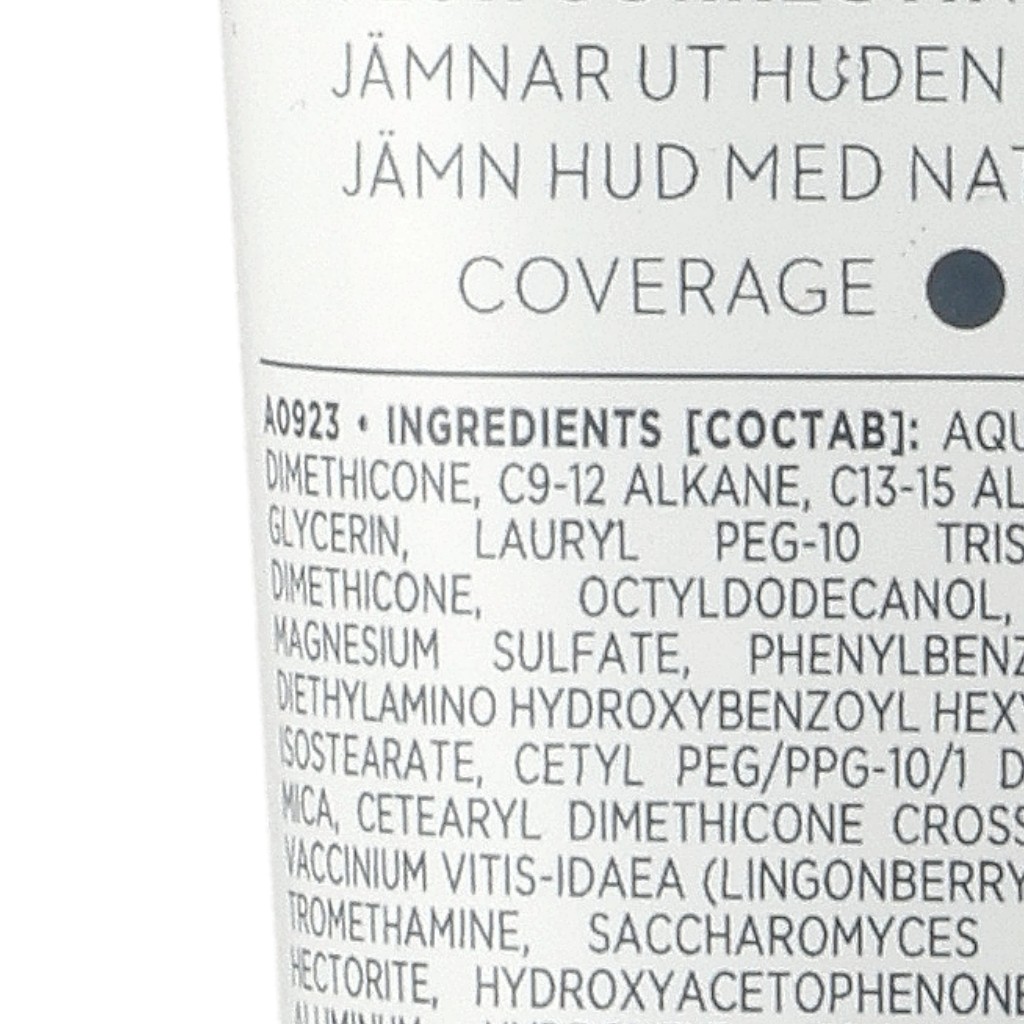 JÄMNAR UT HUDEN
JÄMN HUD MED
COVERAGE
A0923 • INGREDIENTS [COCTAB]:
DIMETHICONE, C9-12 ALKANE, C13-15
GLYCERIN, LAURYL PEG-10
DIMETHICONE, OCTYLDODECANOL,
MAGNESIUM SULFATE,
DIETHYLAMINO HYDROXYBENZOYL
ISOSTEARATE, CETYL PEG/PPG-10/1
MICA, CETEARYL DIMETHICONE
VACCINIUM VITIS-IDAEA (LINGONBERRY
TROMETHAMINE, SACCHAROMYCES
HECTORITE, HYDROXYACETOPHENONE